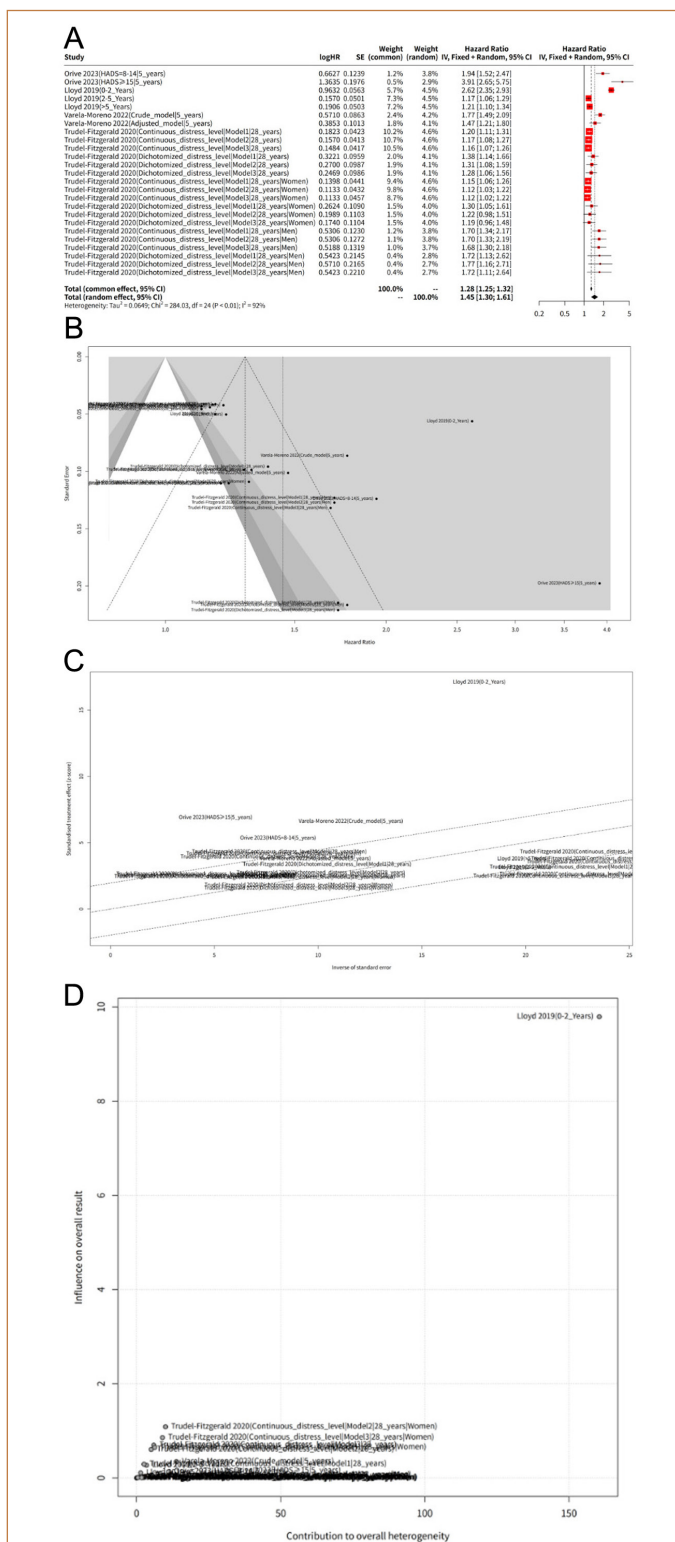 A
Study logHR SE Weight (common) Weight (random) Hazard Ratio IV, Fixed + Random, 95% CI Hazard Ratio IV, Fixed + Random, 95% CI
Orive 2023(HADS=8-14|5_years) 0.6627 0.1239 1.2% 3.8% 1.94 [1.52; 2.47]
Orive 2023(HADS⩾15|5_years) 1.3635 0.1976 0.5% 2.9% 3.91 [2.65; 5.75]
Lloyd 2019(0-2_Years) 0.9632 0.0563 5.7% 4.5% 2.62 [2.35; 2.93]
Lloyd 2019(2-5_Years) 0.1570 0.0501 7.3% 4.5% 1.17 [1.06; 1.29]
Lloyd 2019(>5_Years) 0.1906 0.0503 7.2% 4.5% 1.21 [1.10; 1.34]
Varela-Moreno 2022(Crude_model|5_years) 0.5710 0.0863 2.4% 4.2% 1.77 [1.49; 2.09]
Varela-Moreno 2022(Adjusted_model|5_years) 0.3853 0.1013 1.8% 4.1% 1.47 [1.21; 1.80]
Trudel-Fitzgerald 2020(Continuous_distress_level|Model1|28_years) 0.1823 0.0423 10.2% 4.6% 1.20 [1.11; 1.31]
Trudel-Fitzgerald 2020(Continuous_distress_level|Model2|28_years) 0.1570 0.0413 10.7% 4.6% 1.17 [1.08; 1.27]
Trudel-Fitzgerald 2020(Continuous_distress_level|Model3|28_years) 0.1484 0.0417 10.5% 4.6% 1.16 [1.07; 1.26]
Trudel-Fitzgerald 2020(Dichotomized_distress_level|Model1|28_years) 0.3221 0.0959 2.0% 4.1% 1.38 [1.14; 1.66]
Trudel-Fitzgerald 2020(Dichotomized_distress_level|Model2|28_years) 0.2700 0.0987 1.9% 4.1% 1.31 [1.08; 1.59]
Trudel-Fitzgerald 2020(Dichotomized_distress_level|Model3|28_years) 0.2469 0.0986 1.9% 4.1% 1.28 [1.06; 1.56]
Trudel-Fitzgerald 2020(Continuous_distress_level|Model1|28_years|Women) 0.1398 0.0441 9.4% 4.6% 1.15 [1.06; 1.26]
Trudel-Fitzgerald 2020(Continuous_distress_level|Model2|28_years|Women) 0.1133 0.0432 9.8% 4.6% 1.12 [1.03; 1.22]
Trudel-Fitzgerald 2020(Continuous_distress_level|Model3|28_years|Women) 0.1133 0.0457 8.7% 4.6% 1.12 [1.02; 1.22]
Trudel-Fitzgerald 2020(Dichotomized_distress_level|Model1|28_years|Women) 0.2624 0.1090 1.5% 4.0% 1.30 [1.05; 1.61]
Trudel-Fitzgerald 2020(Dichotomized_distress_level|Model2|28_years|Women) 0.1989 0.1103 1.5% 4.0% 1.22 [0.98; 1.51]
Trudel-Fitzgerald 2020(Dichotomized_distress_level|Model3|28_years|Women) 0.1740 0.1104 1.5% 4.0% 1.19 [0.96; 1.48]
Trudel-Fitzgerald 2020(Continuous_distress_level|Model1|28_years|Men) 0.5306 0.1230 1.2% 3.8% 1.70 [1.34; 2.17]
Trudel-Fitzgerald 2020(Continuous_distress_level|Model2|28_years|Men) 0.5306 0.1272 1.1% 3.8% 1.70 [1.33; 2.19]
Trudel-Fitzgerald 2020(Continuous_distress_level|Model3|28_years|Men) 0.5188 0.1319 1.0% 3.7% 1.68 [1.30; 2.18]
Trudel-Fitzgerald 2020(Dichotomized_distress_level|Model1|28_years|Men) 0.5423 0.2145 0.4% 2.8% 1.72 [1.13; 2.62]
Trudel-Fitzgerald 2020(Dichotomized_distress_level|Model2|28_years|Men) 0.5710 0.2165 0.4% 2.7% 1.77 [1.16; 2.71]
Trudel-Fitzgerald 2020(Dichotomized_distress_level|Model3|28_years|Men) 0.5423 0.2210 0.4% 2.7% 1.72 [1.11; 2.64]
Total (common effect, 95% CI) 100.0% -- 1.28 [1.25; 1.32]
Total (random effect, 95% CI) -- 100.0% 1.45 [1.30; 1.61]
Heterogeneity: Tau² = 0.0649; Chi² = 284.03, df = 24 (P < 0.01); I² = 92%
0.2 0.5 1 2 5
B
Standard Error
0.00
0.05
0.10
0.15
0.20
Lloyd 2019(0-2_Years)
Varela-Moreno 2022(Crude_model|5_years)
Orive 2023(HADS⩾15|5_years)
1.0 1.5 2.0 2.5 3.0 3.5 4.0
Hazard Ratio
C
Standardised treatment effect (z-score)
15
10
5
0
Lloyd 2019(0-2_Years)
Orive 2023(HADS⩾15|5_years)
Varela-Moreno 2022(Crude_model|5_years)
Orive 2023(HADS=8-14|5_years)
0 5 10 15 20 25
Inverse of standard error
D
Influence on overall result
10
8
6
4
2
0
Lloyd 2019(0-2_Years)
Trudel-Fitzgerald 2020(Continuous_distress_level|Model2|28_years|Women)
Trudel-Fitzgerald 2020(Continuous_distress_level|Model3|28_years|Women)
0 50 100 150
Contribution to overall heterogeneity